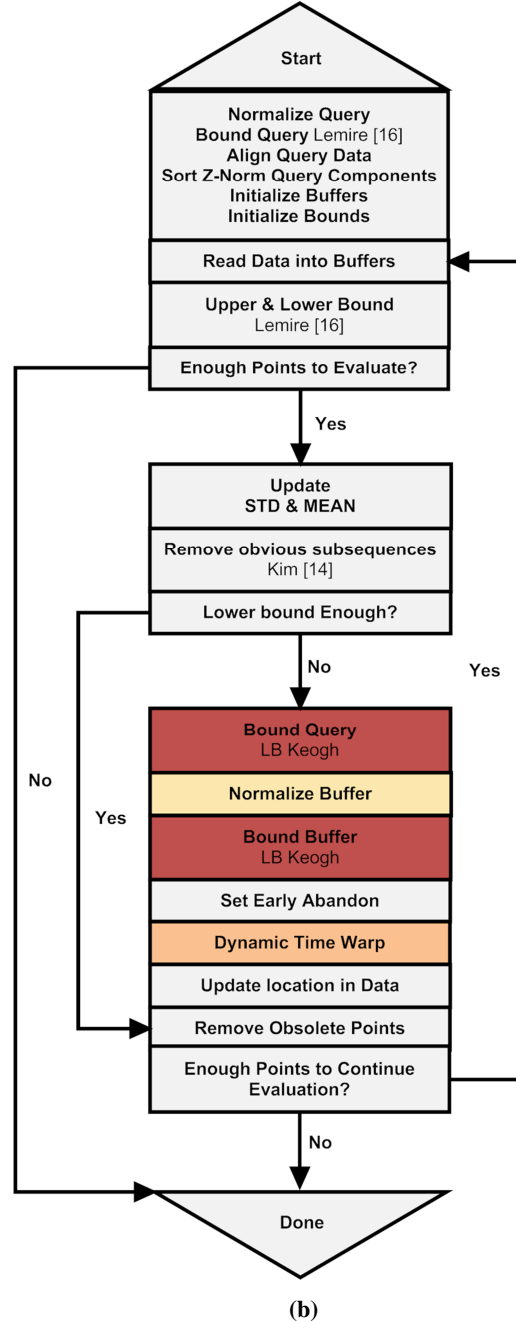 Start
Normalize Query
Bound Query Lemire [16]
Align Query Data
Sort Z-Norm Query Components
Initialize Buffers
Initialize Bounds
Read Data into Buffers
Upper & Lower Bound
Lemire [16]
Enough Points to Evaluate?
Yes
Update
STD & MEAN
Remove obvious subsequences
Kim [14]
Lower bound Enough?
No
Yes
Bound Query
LB Keogh
No
Normalize Buffer
Yes
Bound Buffer
LB Keogh
Set Early Abandon
Dynamic Time Warp
Update location in Data
Remove Obsolete Points
Enough Points to Continue
Evaluation?
No
Done
(b)